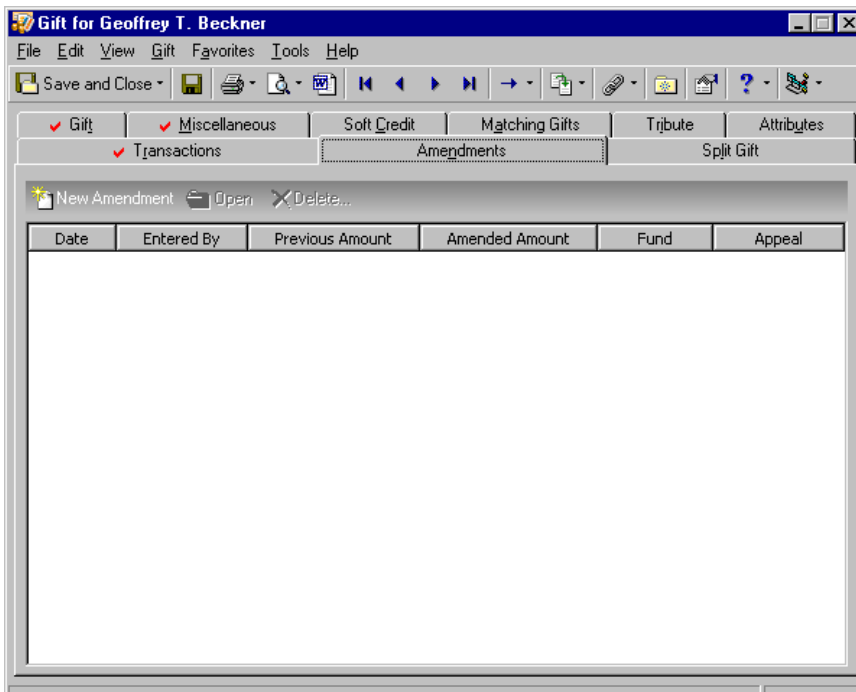 Gift for Geoffrey T. Beckner
File Edit View Gift Favorites Tools Help
Save and Close
Gift Miscellaneous Soft Credit Matching Gifts Tribute Attributes
Transactions Amendments Split Gift
New Amendment Open Delete...
Date Entered By Previous Amount Amended Amount Fund Appeal